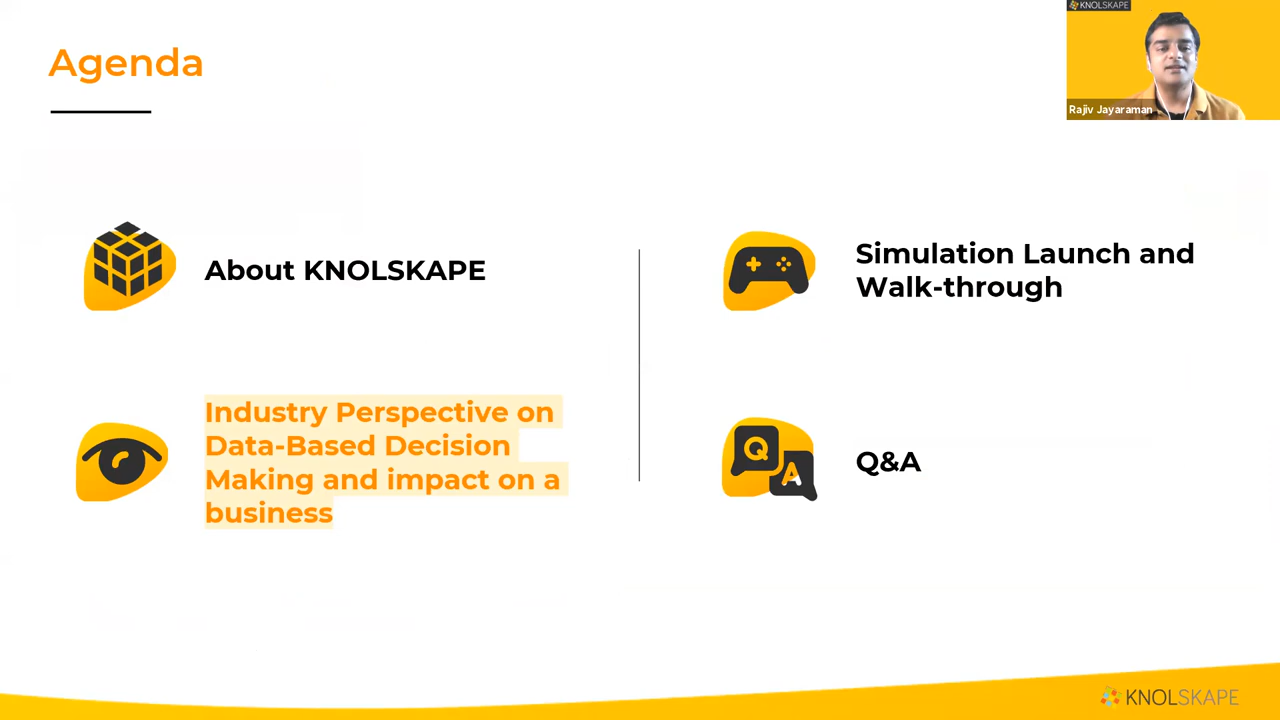 Agenda
KNOLSKAPE
Rajiv Jayaraman
About KNOLSKAPE
Industry Perspective on
Data-Based Decision
Making and impact on a
business
Simulation Launch and
Walk-through
Q
A
Q&A
KNOLSKAPE